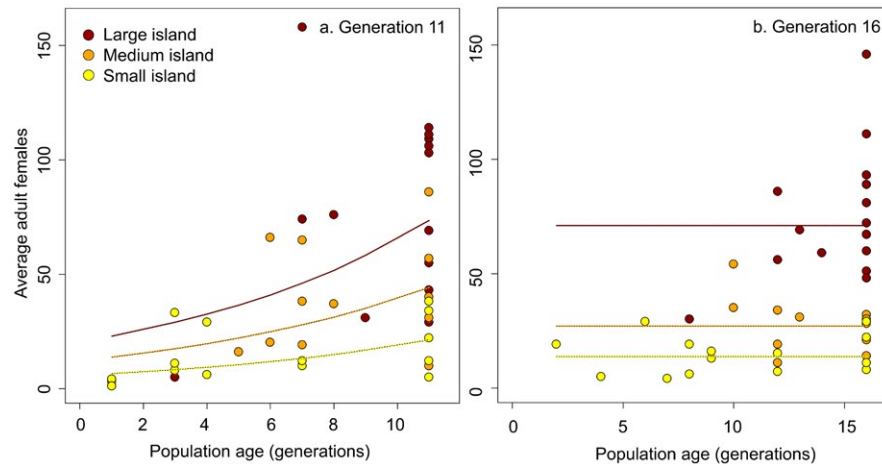 a. Generation 11
Large island
Medium island
Small island
150
100
50
0
Average adult females
0 2 4 6 8 10
Population age (generations)
b. Generation 16
150
100
50
0
0 5 10 15
Population age (generations)